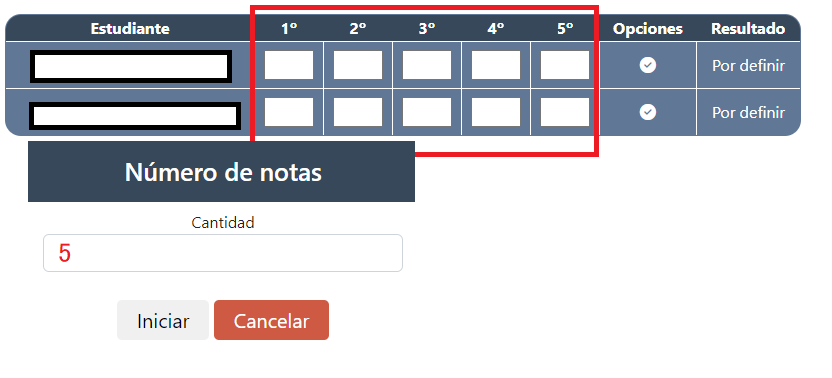 Estudiante 1º 2º 3º 4º 5º Opciones Resultado
Por definir
Por definir
Número de notas
Cantidad
5
Iniciar Cancelar